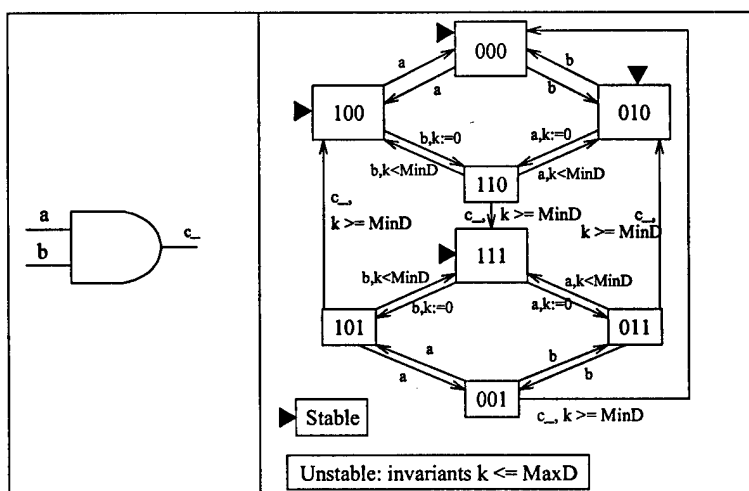 000
a
a
b
b
100
010
b,k:=0
a,k:=0
b,k<MinD
a,k<MinD
110
c_,
k >= MinD
c_, k >= MinD
c_,
k >= MinD
a
b
c_
111
b,k<MinD
a,k<MinD
b,k:=0
a,k:=0
101
011
a
a
b
b
001
c_, k >= MinD
Stable
Unstable: invariants k <= MaxD